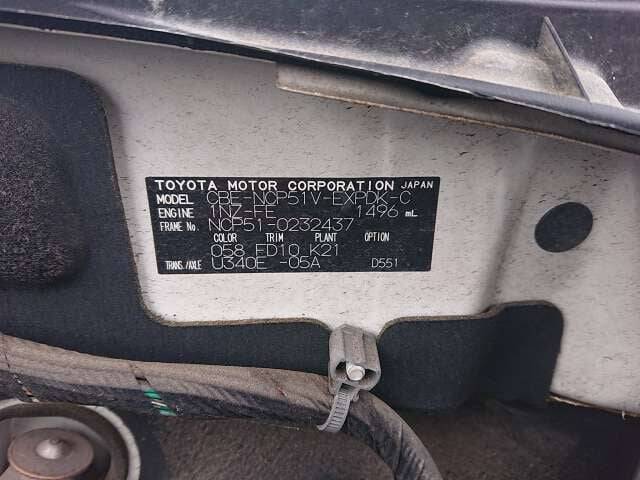 TOYOTA MOTOR CORPORATION JAPAN
MODEL CBE-NCP51V-EXPDK-C
ENGINE 1NZ-FE 1496 mL
FRAME No. NCP51-0232437
COLOR TRIM PLANT OPTION
058 FD10 K21
TRANS./AXLE U340E -05A D551